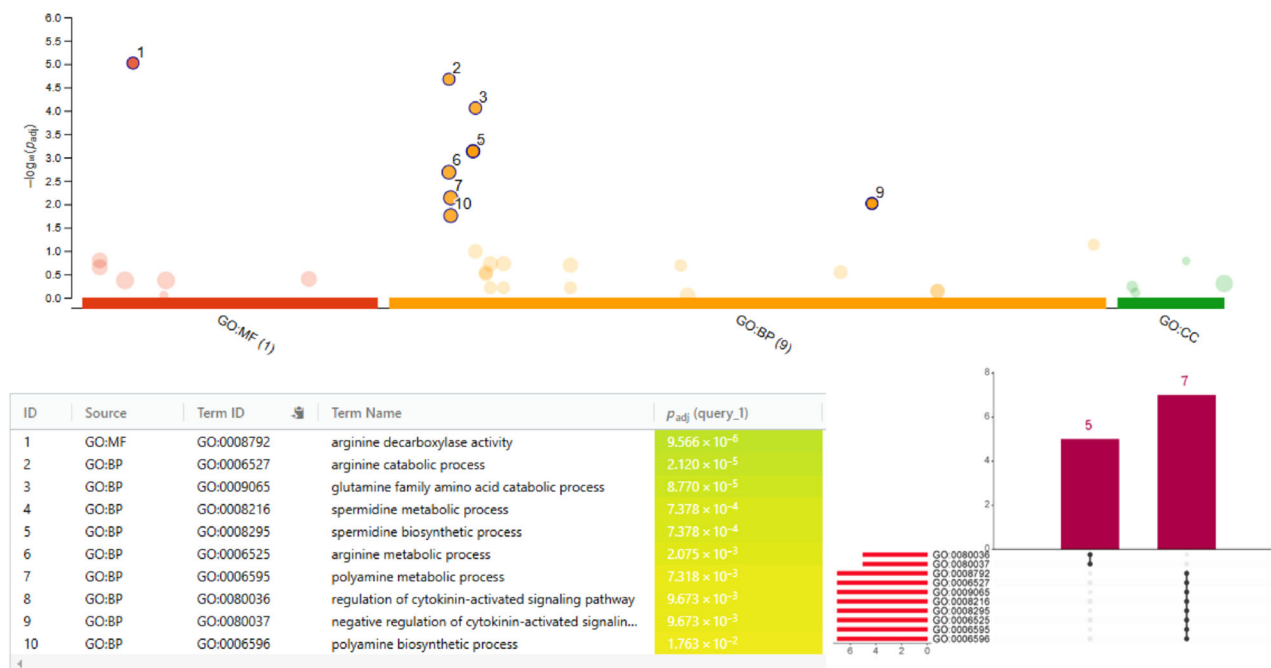 6.0
5.5
5.0
4.5
4.0
3.5
3.0
2.5
2.0
1.5
1.0
0.5
0.0
1
2
3
5
6
7
10
9
GO:MF (1)
GO:BP (9)
GO:CC
ID Source Term ID Term Name p adj (query_1)
1 GO:MF GO:0008792 arginine decarboxylase activity 9.566 × 10⁻⁶
2 GO:BP GO:0006527 arginine catabolic process 2.120 × 10⁻⁵
3 GO:BP GO:0009065 glutamine family amino acid catabolic process 8.770 × 10⁻⁵
4 GO:BP GO:0008216 spermidine metabolic process 7.378 × 10⁻⁴
5 GO:BP GO:0008295 spermidine biosynthetic process 7.378 × 10⁻⁴
6 GO:BP GO:0006525 arginine metabolic process 2.075 × 10⁻³
7 GO:BP GO:0006595 polyamine metabolic process 7.318 × 10⁻³
8 GO:BP GO:0080036 regulation of cytokinin-activated signaling pathway 9.673 × 10⁻³
9 GO:BP GO:0080037 negative regulation of cytokinin-activated signalin... 9.673 × 10⁻³
10 GO:BP GO:0006596 polyamine biosynthetic process 1.763 × 10⁻²
8
6
4
2
0
5
7
GO:0080036
GO:0080037
GO:0008792
GO:0006527
GO:0009065
GO:0008216
GO:0008295
GO:0006525
GO:0006595
GO:0006596
6 4 2 0